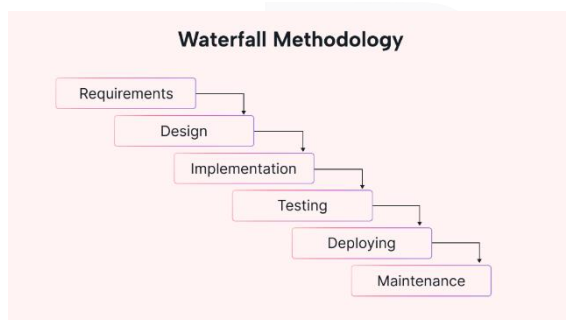 Waterfall Methodology
Requirements
Design
Implementation
Testing
Deploying
Maintenance